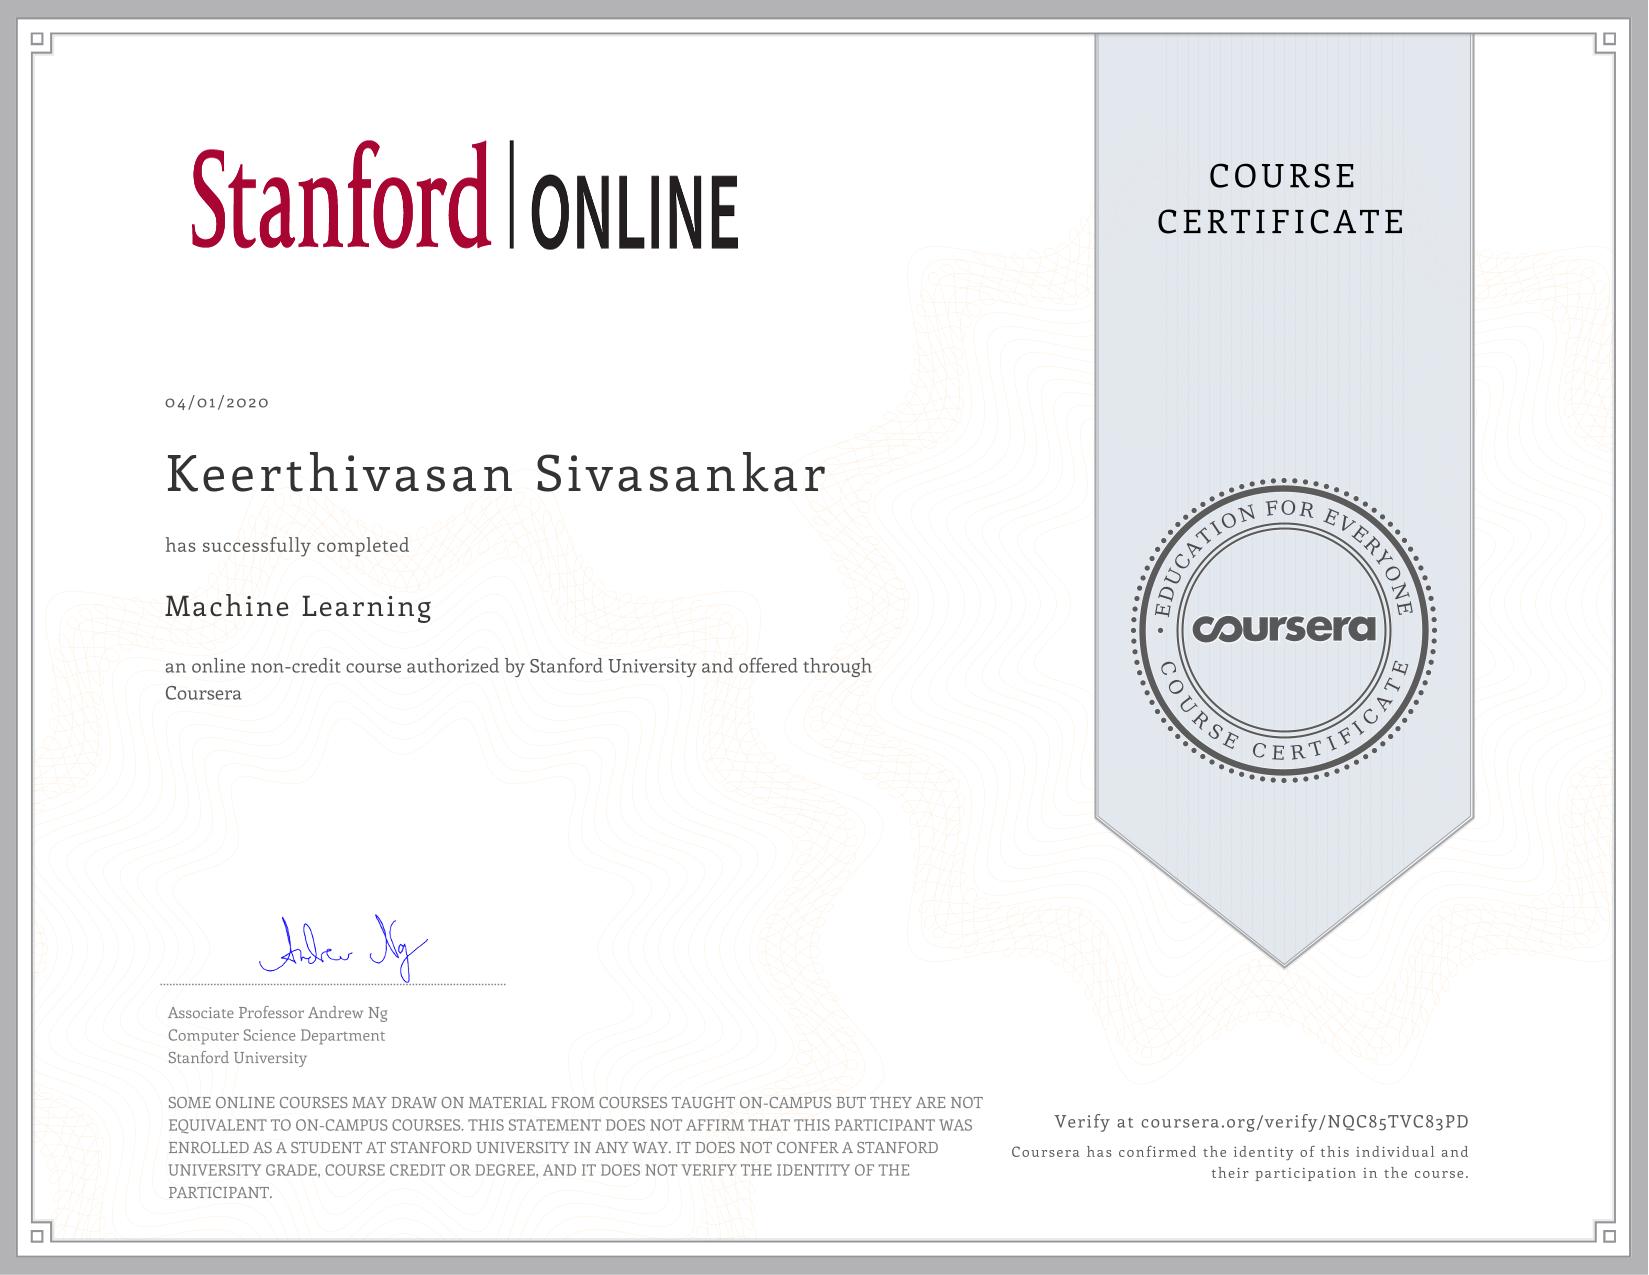 Stanford | ONLINE
COURSE
CERTIFICATE
04/01/2020
Keerthivasan Sivasankar
has successfully completed
Machine Learning
an online non-credit course authorized by Stanford University and offered through
Coursera
• EDUCATION FOR EVERYONE
coursera
COURSE CERTIFICATE
Andrew Ng
Associate Professor Andrew Ng
Computer Science Department
Stanford University
SOME ONLINE COURSES MAY DRAW ON MATERIAL FROM COURSES TAUGHT ON-CAMPUS BUT THEY ARE NOT
EQUIVALENT TO ON-CAMPUS COURSES. THIS STATEMENT DOES NOT AFFIRM THAT THIS PARTICIPANT WAS
ENROLLED AS A STUDENT AT STANFORD UNIVERSITY IN ANY WAY. IT DOES NOT CONFER A STANFORD
UNIVERSITY GRADE, COURSE CREDIT OR DEGREE, AND IT DOES NOT VERIFY THE IDENTITY OF THE
PARTICIPANT.
Verify at coursera.org/verify/NQC85TVC83PD
Coursera has confirmed the identity of this individual and
their participation in the course.